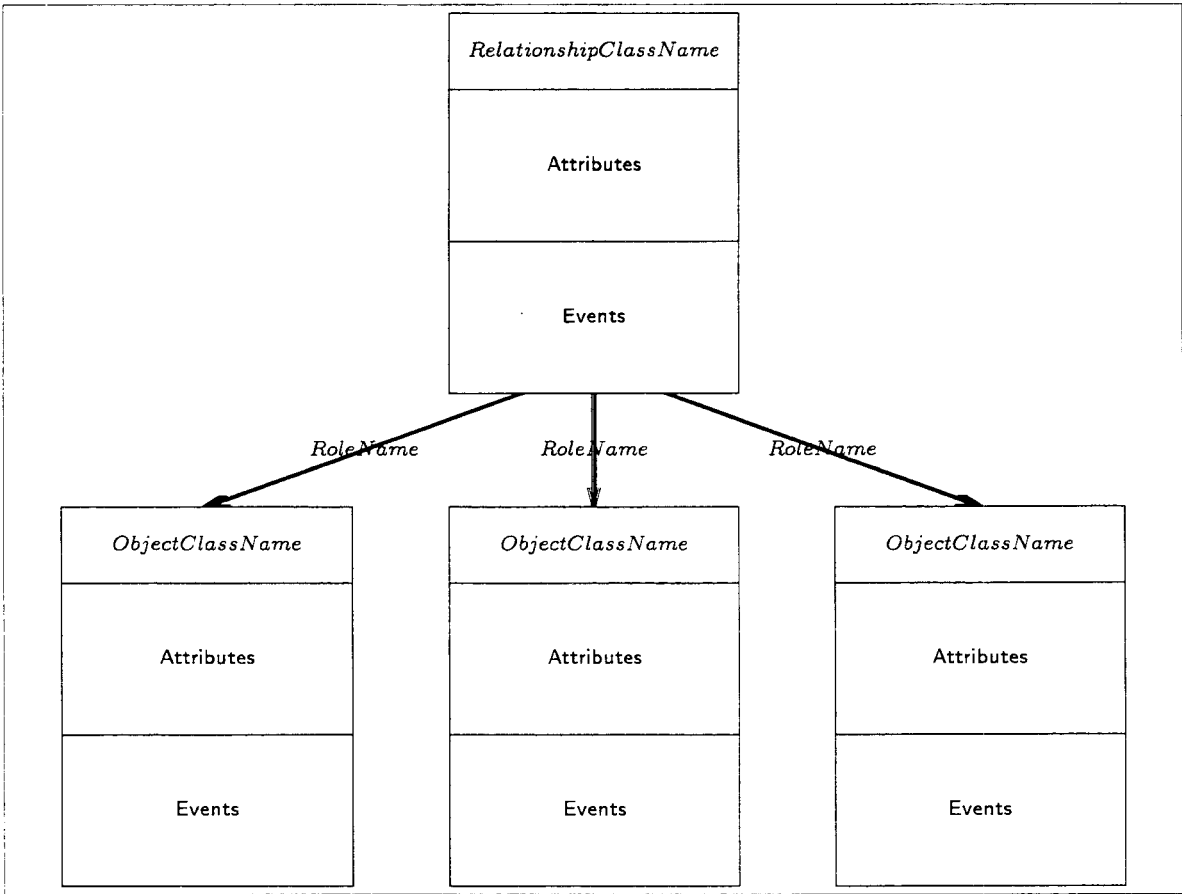 RelationshipClassName
Attributes
Events
RoleName RoleName RoleName
ObjectClassName ObjectClassName ObjectClassName
Attributes Attributes Attributes
Events Events Events